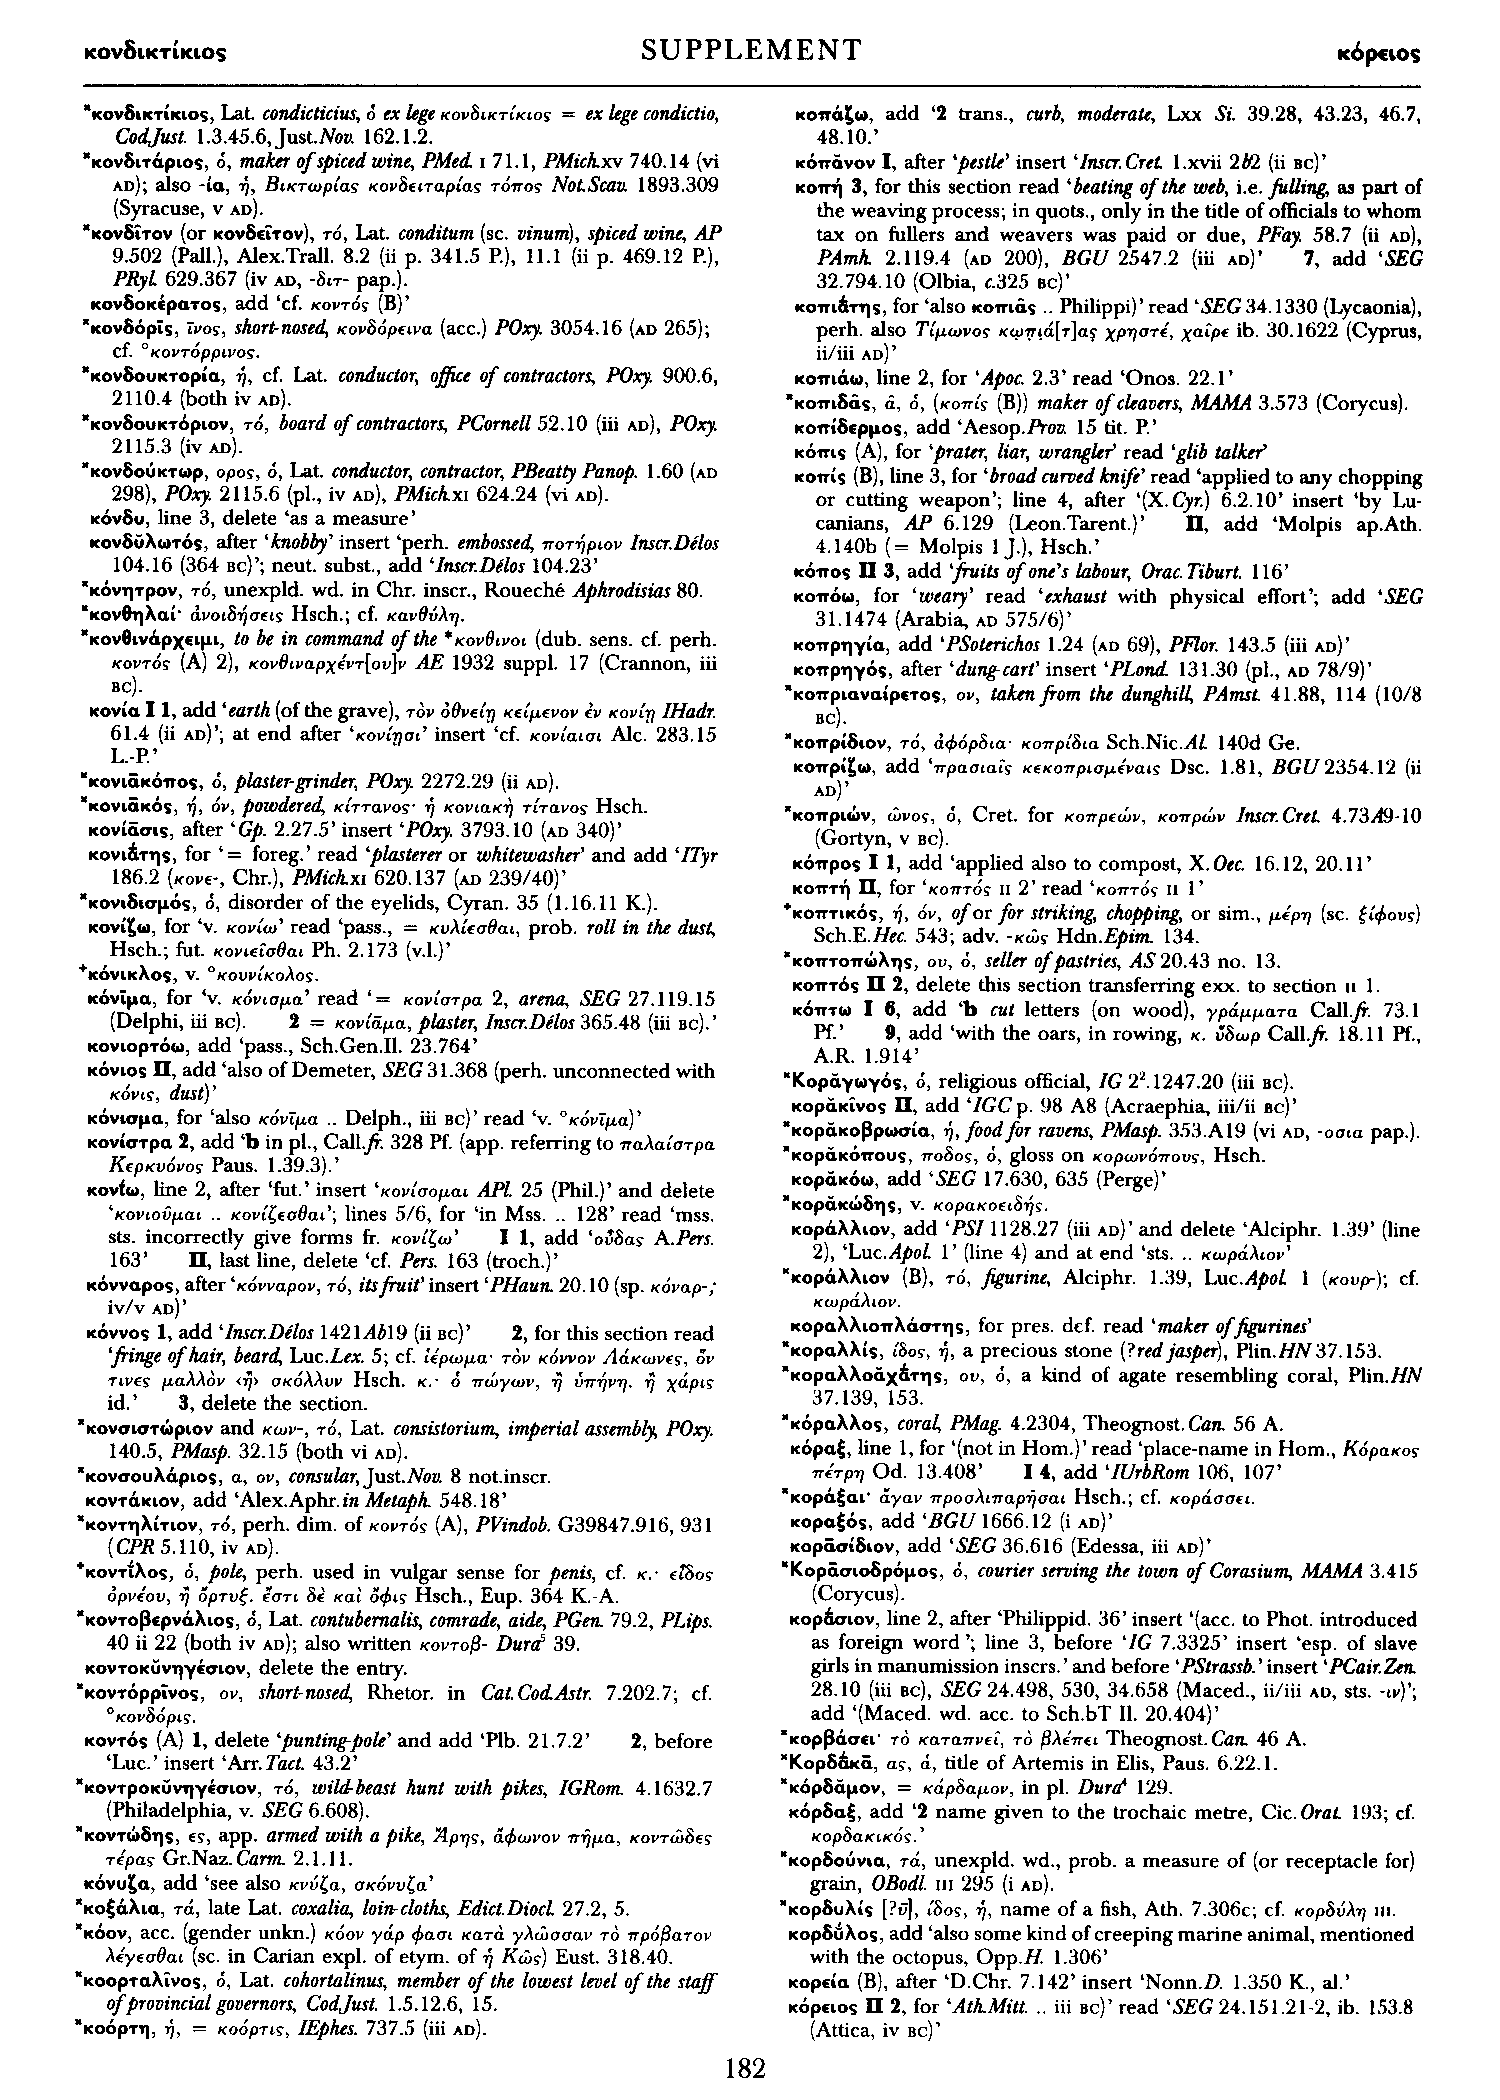 κονδικτίκιος
SUPPLEMENT
κόρειος
*κονδικτίκιος, Lat. condicticius, ὁ ex lege κονδικτίκιος = ex lege condictio,
Cod.Just. 1.3.45.6, Just.Nov. 162.1.2.
*κονδιτάριος, ὁ, maker of spiced wine, PMed. I 71.1, PMich.XV 740.14 (vi
AD); also -ία, ἡ, Βικτωρίας κονδειταρίας τόπος Not.Scav. 1893.309
(Syracuse, v AD).
*κονδῖτον (or κονδεῖτον), τό, Lat. conditum (sc. vinum), spiced wine, AP
9.502 (Pall.), Alex.Trall. 8.2 (ii p. 341.5 P.), 11.1 (ii p. 469.12 P.),
PRyl. 629.367 (iv AD, -διτ- pap.).
κονδοκέρατος, add ‘cf. κοντός (B)’
*κονδόρῑς, ῑνος, short-nosed, κονδόρεινα (acc.) POxy. 3054.16 (AD 265);
cf. °κοντόρρινος.
*κονδουκτορία, ἡ, cf. Lat. conductor, office of contractors, POxy. 900.6,
2110.4 (both iv AD).
*κονδουκτόριον, τό, board of contractors, PCornell 52.10 (iii AD), POxy.
2115.3 (iv AD).
*κονδούκτωρ, ορος, ὁ, Lat. conductor, contractor, PBeatty Panop. 1.60 (AD
298), POxy. 2115.6 (pl., iv AD), PMich.XI 624.24 (vi AD).
κόνδυ, line 3, delete ‘as a measure’
κονδῠλωτός, after ‘knobby’ insert ‘perh. embossed, ποτήριον Inscr.Délos
104.16 (364 BC)’; neut. subst., add ‘Inscr.Délos 104.23’
*κόνητρον, τό, unexpld. wd. in Chr. inscr., Roueché Aphrodisias 80.
*κονθηλαί· ἀνοιδήσεις Hsch.; cf. κανθύλη.
*κονθινάρχειμι, to be in command of the *κονθινοι (dub. sens. cf. perh.
κοντός (A) 2), κονθιναρχέντ[ου]ν AE 1932 suppl. 17 (Crannon, iii
BC).
κονία I 1, add ‘earth (of the grave), τὸν ὀθνείῃ κείμενον ἐν κονίῃ IHadr.
61.4 (ii AD)’; at end after ‘κονίῃσι’ insert ‘cf. κονίαισι Alc. 283.15
L.-P.’
*κονιᾱκόπος, ὁ, plaster-grinder, POxy. 2272.29 (ii AD).
*κονιᾱκός, ή, όν, powdered, κίττανος· ἡ κονιακὴ τίτανος Hsch.
κονίᾱσις, after ‘Gp. 2.27.5’ insert ‘POxy. 3793.10 (AD 340)’
κονιάτης, for ‘= foreg.’ read ‘plasterer or whitewasher’ and add ‘ITyr
186.2 (κονε-, Chr.), PMich.XI 620.137 (AD 239/40)’
*κονιδισμός, ὁ, disorder of the eyelids, Cyran. 35 (1.16.11 K.).
κονίζω, for ‘v. κονίω’ read ‘pass., = κυλίεσθαι, prob. roll in the dust,
Hsch.; fut. κονιεῖσθαι Ph. 2.173 (v.l.)’
+κόνικλος, v. °κουνίκολος.
κόνῑμα, for ‘v. κόνισμα’ read ‘= κονίστρα 2, arena, SEG 27.119.15
(Delphi, iii BC). 2 = κονίᾱμα, plaster, Inscr.Délos 365.48 (iii BC).’
κονιορτόω, add ‘pass., Sch.Gen.Il. 23.764’
κόνιος II, add ‘also of Demeter, SEG 31.368 (perh. unconnected with
κόνις, dust)’
κόνισμα, for ‘also κόνῑμα .. Delph., iii BC)’ read ‘v. °κόνῑμα)’
κονίστρα 2, add ‘b in pl., Call.fr. 328 Pf. (app. referring to παλαίστρα
Κερκυόνος Paus. 1.39.3).’
κονίω, line 2, after ‘fut.’ insert ‘κονίσομαι APl. 25 (Phil.)’ and delete
‘κονιοῦμαι .. κονίζεσθαι’; lines 5/6, for ‘in Mss. .. 128’ read ‘mss.
sts. incorrectly give forms fr. κονίζω’ I 1, add ‘οὖδας A.Pers.
163’ II, last line, delete ‘cf. Pers. 163 (troch.)’
κόνναρος, after ‘κόνναρον, τό, its fruit’ insert ‘PHaun. 20.10 (sp. κόναρ-;
iv/v AD)’
κόννος 1, add ‘Inscr.Délos 1421Ab19 (ii BC)’ 2, for this section read
‘fringe of hair, beard, Luc.Lex. 5; cf. ἱέρωμα· τὸν κόννον Λάκωνες, ὅν
τινες μαλλὸν ‹ἢ› σκόλλυν Hsch. κ.· ὁ πώγων, ἢ ὑπήνη. ἢ χάρις
id.’ 3, delete the section.
*κονσιστώριον and κων-, τό, Lat. consistorium, imperial assembly, POxy.
140.5, PMasp. 32.15 (both vi AD).
*κονσουλάριος, α, ον, consular, Just.Nov. 8 not.inscr.
κοντάκιον, add ‘Alex.Aphr.in Metaph. 548.18’
*κοντηλίτιον, τό, perh. dim. of κοντός (A), PVindob. G39847.916, 931
(CPR 5.110, iv AD).
+κοντίλος, ὁ, pole, perh. used in vulgar sense for penis, cf. κ.· εἶδος
ὀρνέου, ἢ ὄρτυξ. ἔστι δὲ καὶ ὄφις Hsch., Eup. 364 K.-A.
*κοντοβερνάλιος, ὁ, Lat. contubernalis, comrade, aide, PGen. 79.2, PLips.
40 ii 22 (both iv AD); also written κοντοβ- Dura⁵ 39.
κοντοκῠνηγέσιον, delete the entry.
*κοντόρρῑνος, ον, short-nosed, Rhetor. in Cat.Cod.Astr. 7.202.7; cf.
°κονδόρις.
κοντός (A) 1, delete ‘punting-pole’ and add ‘Plb. 21.7.2’ 2, before
‘Luc.’ insert ‘Arr.Tact. 43.2’
*κοντροκῠνηγέσιον, τό, wild-beast hunt with pikes, IGRom. 4.1632.7
(Philadelphia, v. SEG 6.608).
*κοντώδης, ες, app. armed with a pike, Ἄρης, ἄφωνον πῆμα, κοντῶδες
τέρας Gr.Naz.Carm. 2.1.11.
κόνυζα, add ‘see also κνύζα, σκόνυζα’
*κοξάλια, τά, late Lat. coxalia, loin-cloths, Edict.Diocl. 27.2, 5.
*κόον, acc. (gender unkn.) κόον γάρ φασι κατὰ γλῶσσαν τὸ πρόβατον
λέγεσθαι (sc. in Carian expl. of etym. of ἡ Κῶς) Eust. 318.40.
*κοορταλῖνος, ὁ, Lat. cohortalinus, member of the lowest level of the staff
of provincial governors, Cod.Just. 1.5.12.6, 15.
*κοόρτη, ἡ, = κοόρτις, IEphes. 737.5 (iii AD).
κοπάζω, add ‘2 trans., curb, moderate, Lxx Si. 39.28, 43.23, 46.7,
48.10.’
κόπᾰνον I, after ‘pestle’ insert ‘Inscr.Cret. 1.xvii 2b2 (ii BC)’
κοπή 3, for this section read ‘beating of the web, i.e. fulling, as part of
the weaving process; in quots., only in the title of officials to whom
tax on fullers and weavers was paid or due, PFay. 58.7 (ii AD),
PAmh. 2.119.4 (AD 200), BGU 2547.2 (iii AD)’ 7, add ‘SEG
32.794.10 (Olbia, c.325 BC)’
κοπιάτης, for ‘also κοπιᾶς .. Philippi)’ read ‘SEG 34.1330 (Lycaonia),
perh. also Τίμωνος κωπιά[τ]ας χρηστέ, χαῖρε ib. 30.1622 (Cyprus,
ii/iii AD)’
κοπιάω, line 2, for ‘Apoc. 2.3’ read ‘Onos. 22.1’
*κοπιδᾶς, ᾶ, ὁ, (κοπίς (B)) maker of cleavers, MAMA 3.573 (Corycus).
κοπίδερμος, add ‘Aesop.Prov. 15 tit. P.’
κόπις (A), for ‘prater, liar, wrangler’ read ‘glib talker’
κοπίς (B), line 3, for ‘broad curved knife’ read ‘applied to any chopping
or cutting weapon’; line 4, after ‘(X.Cyr.) 6.2.10’ insert ‘by Lu-
canians, AP 6.129 (Leon.Tarent.)’ II, add ‘Molpis ap.Ath.
4.140b (= Molpis 1 J.), Hsch.’
κόπος II 3, add ‘fruits of one's labour, Orac.Tiburt. 116’
κοπόω, for ‘weary’ read ‘exhaust with physical effort’; add ‘SEG
31.1474 (Arabia, AD 575/6)’
κοπρηγία, add ‘PSoterichos 1.24 (AD 69), PFlor. 143.5 (iii AD)’
κοπρηγός, after ‘dung-cart’ insert ‘PLond. 131.30 (pl., AD 78/9)’
*κοπριαναίρετος, ον, taken from the dunghill, PAmst. 41.88, 114 (10/8
BC).
*κοπρίδιον, τό, ἀφόρδια· κοπρίδια Sch.Nic.Al. 140d Ge.
κοπρίζω, add ‘πρασιαῖς κεκοπρισμέναις Dsc. 1.81, BGU 2354.12 (ii
AD)’
*κοπριών, ῶνος, ὁ, Cret. for κοπρεών, κοπρών Inscr.Cret. 4.73A9-10
(Gortyn, v BC).
κόπρος I 1, add ‘applied also to compost, X.Oec. 16.12, 20.11’
κοπτή II, for ‘κοπτός II 2’ read ‘κοπτός II 1’
+κοπτικός, ή, όν, of or for striking, chopping, or sim., μέρη (sc. ξίφους)
Sch.E.Hec. 543; adv. -κῶς Hdn.Epim. 134.
*κοπτοπώλης, ου, ὁ, seller of pastries, AS 20.43 no. 13.
κοπτός II 2, delete this section transferring exx. to section II 1.
κόπτω I 6, add ‘b cut letters (on wood), γράμματα Call.fr. 73.1
Pf.’ 9, add ‘with the oars, in rowing, κ. ὕδωρ Call.fr. 18.11 Pf.,
A.R. 1.914’
*Κορᾱγωγός, ὁ, religious official, IG 2².1247.20 (iii BC).
κορᾰκῖνος II, add ‘IGC p. 98 A8 (Acraephia, iii/ii BC)’
*κορᾰκοβρωσία, ἡ, food for ravens, PMasp. 353.A19 (vi AD, -οσια pap.).
*κορᾰκόπους, ποδος, ὁ, gloss on κορωνόπους, Hsch.
κορᾰκόω, add ‘SEG 17.630, 635 (Perge)’
*κορᾰκώδης, v. κορακοειδής.
κοράλλιον, add ‘PSI 1128.27 (iii AD)’ and delete ‘Alciphr. 1.39’ (line
2), ‘Luc.Apol. 1’ (line 4) and at end ‘sts. .. κωράλιον’
*κοράλλιον (B), τό, figurine, Alciphr. 1.39, Luc.Apol. 1 (κουρ-); cf.
κωράλιον.
κοραλλιοπλάστης, for pres. def. read ‘maker of figurines’
*κοραλλίς, ίδος, ἡ, a precious stone (?red jasper), Plin.HN 37.153.
*κοραλλοᾰχάτης, ου, ὁ, a kind of agate resembling coral, Plin.HN
37.139, 153.
*κόραλλος, coral, PMag. 4.2304, Theognost.Can. 56 A.
κόραξ, line 1, for ‘(not in Hom.)’ read ‘place-name in Hom., Κόρακος
πέτρη Od. 13.408’ I 4, add ‘IUrbRom 106, 107’
*κοράξαι· ἄγαν προσλιπαρῆσαι Hsch.; cf. κοράσσει.
κοραξός, add ‘BGU 1666.12 (i AD)’
κορᾰσίδιον, add ‘SEG 36.616 (Edessa, iii AD)’
*Κορᾱσιοδρόμος, ὁ, courier serving the town of Corasium, MAMA 3.415
(Corycus).
κοράσιον, line 2, after ‘Philippid. 36’ insert ‘(acc. to Phot. introduced
as foreign word’; line 3, before ‘IG 7.3325’ insert ‘esp. of slave
girls in manumission inscrs.’ and before ‘PStrassb.’ insert ‘PCair.Zen.
28.10 (iii BC), SEG 24.498, 530, 34.658 (Maced., ii/iii AD, sts. -ιν)’;
add ‘(Maced. wd. acc. to Sch.bT Il. 20.404)’
*κορβάσει· τὸ καταπνεῖ, τὸ βλέπει Theognost.Can. 46 A.
*Κορδάκᾱ, ας, ἁ, title of Artemis in Elis, Paus. 6.22.1.
*κόρδᾰμον, = κάρδαμον, in pl. Dura⁴ 129.
κόρδαξ, add ‘2 name given to the trochaic metre, Cic.Orat. 193; cf.
κορδακικός.’
*κορδούνια, τά, unexpld. wd., prob. a measure of (or receptacle for)
grain, OBodl. III 295 (i AD).
*κορδυλίς [?ῡ], ίδος, ἡ, name of a fish, Ath. 7.306c; cf. κορδύλη III.
κορδύλος, add ‘also some kind of creeping marine animal, mentioned
with the octopus, Opp.H. 1.306’
κορεία (B), after ‘D.Chr. 7.142’ insert ‘Nonn.D. 1.350 K., al.’
κόρειος II 2, for ‘Ath.Mitt. .. iii BC)’ read ‘SEG 24.151.21-2, ib. 153.8
(Attica, iv BC)’
182